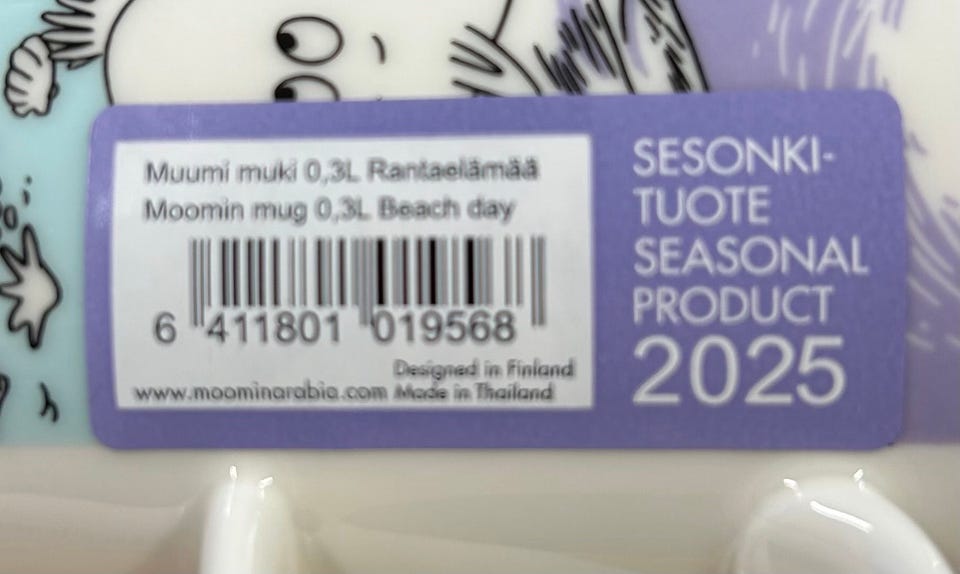 Muumi muki 0,3L Rantaelämää
Moomin mug 0,3L Beach day
6 411801 019568
Designed in Finland
www.moominarabia.com Made in Thailand
SESONKI-
TUOTE
SEASONAL
PRODUCT
2025